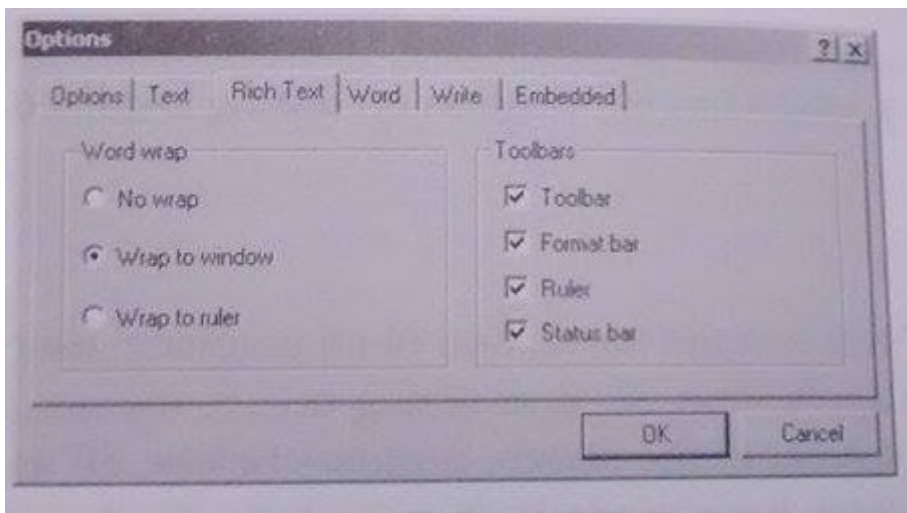 Options
Options Text Rich Text Word Write Embedded
Word wrap
No wrap
Wrap to window
Wrap to ruler
Toolbars
Toolbar
Format bar
Ruler
Status bar
OK Cancel